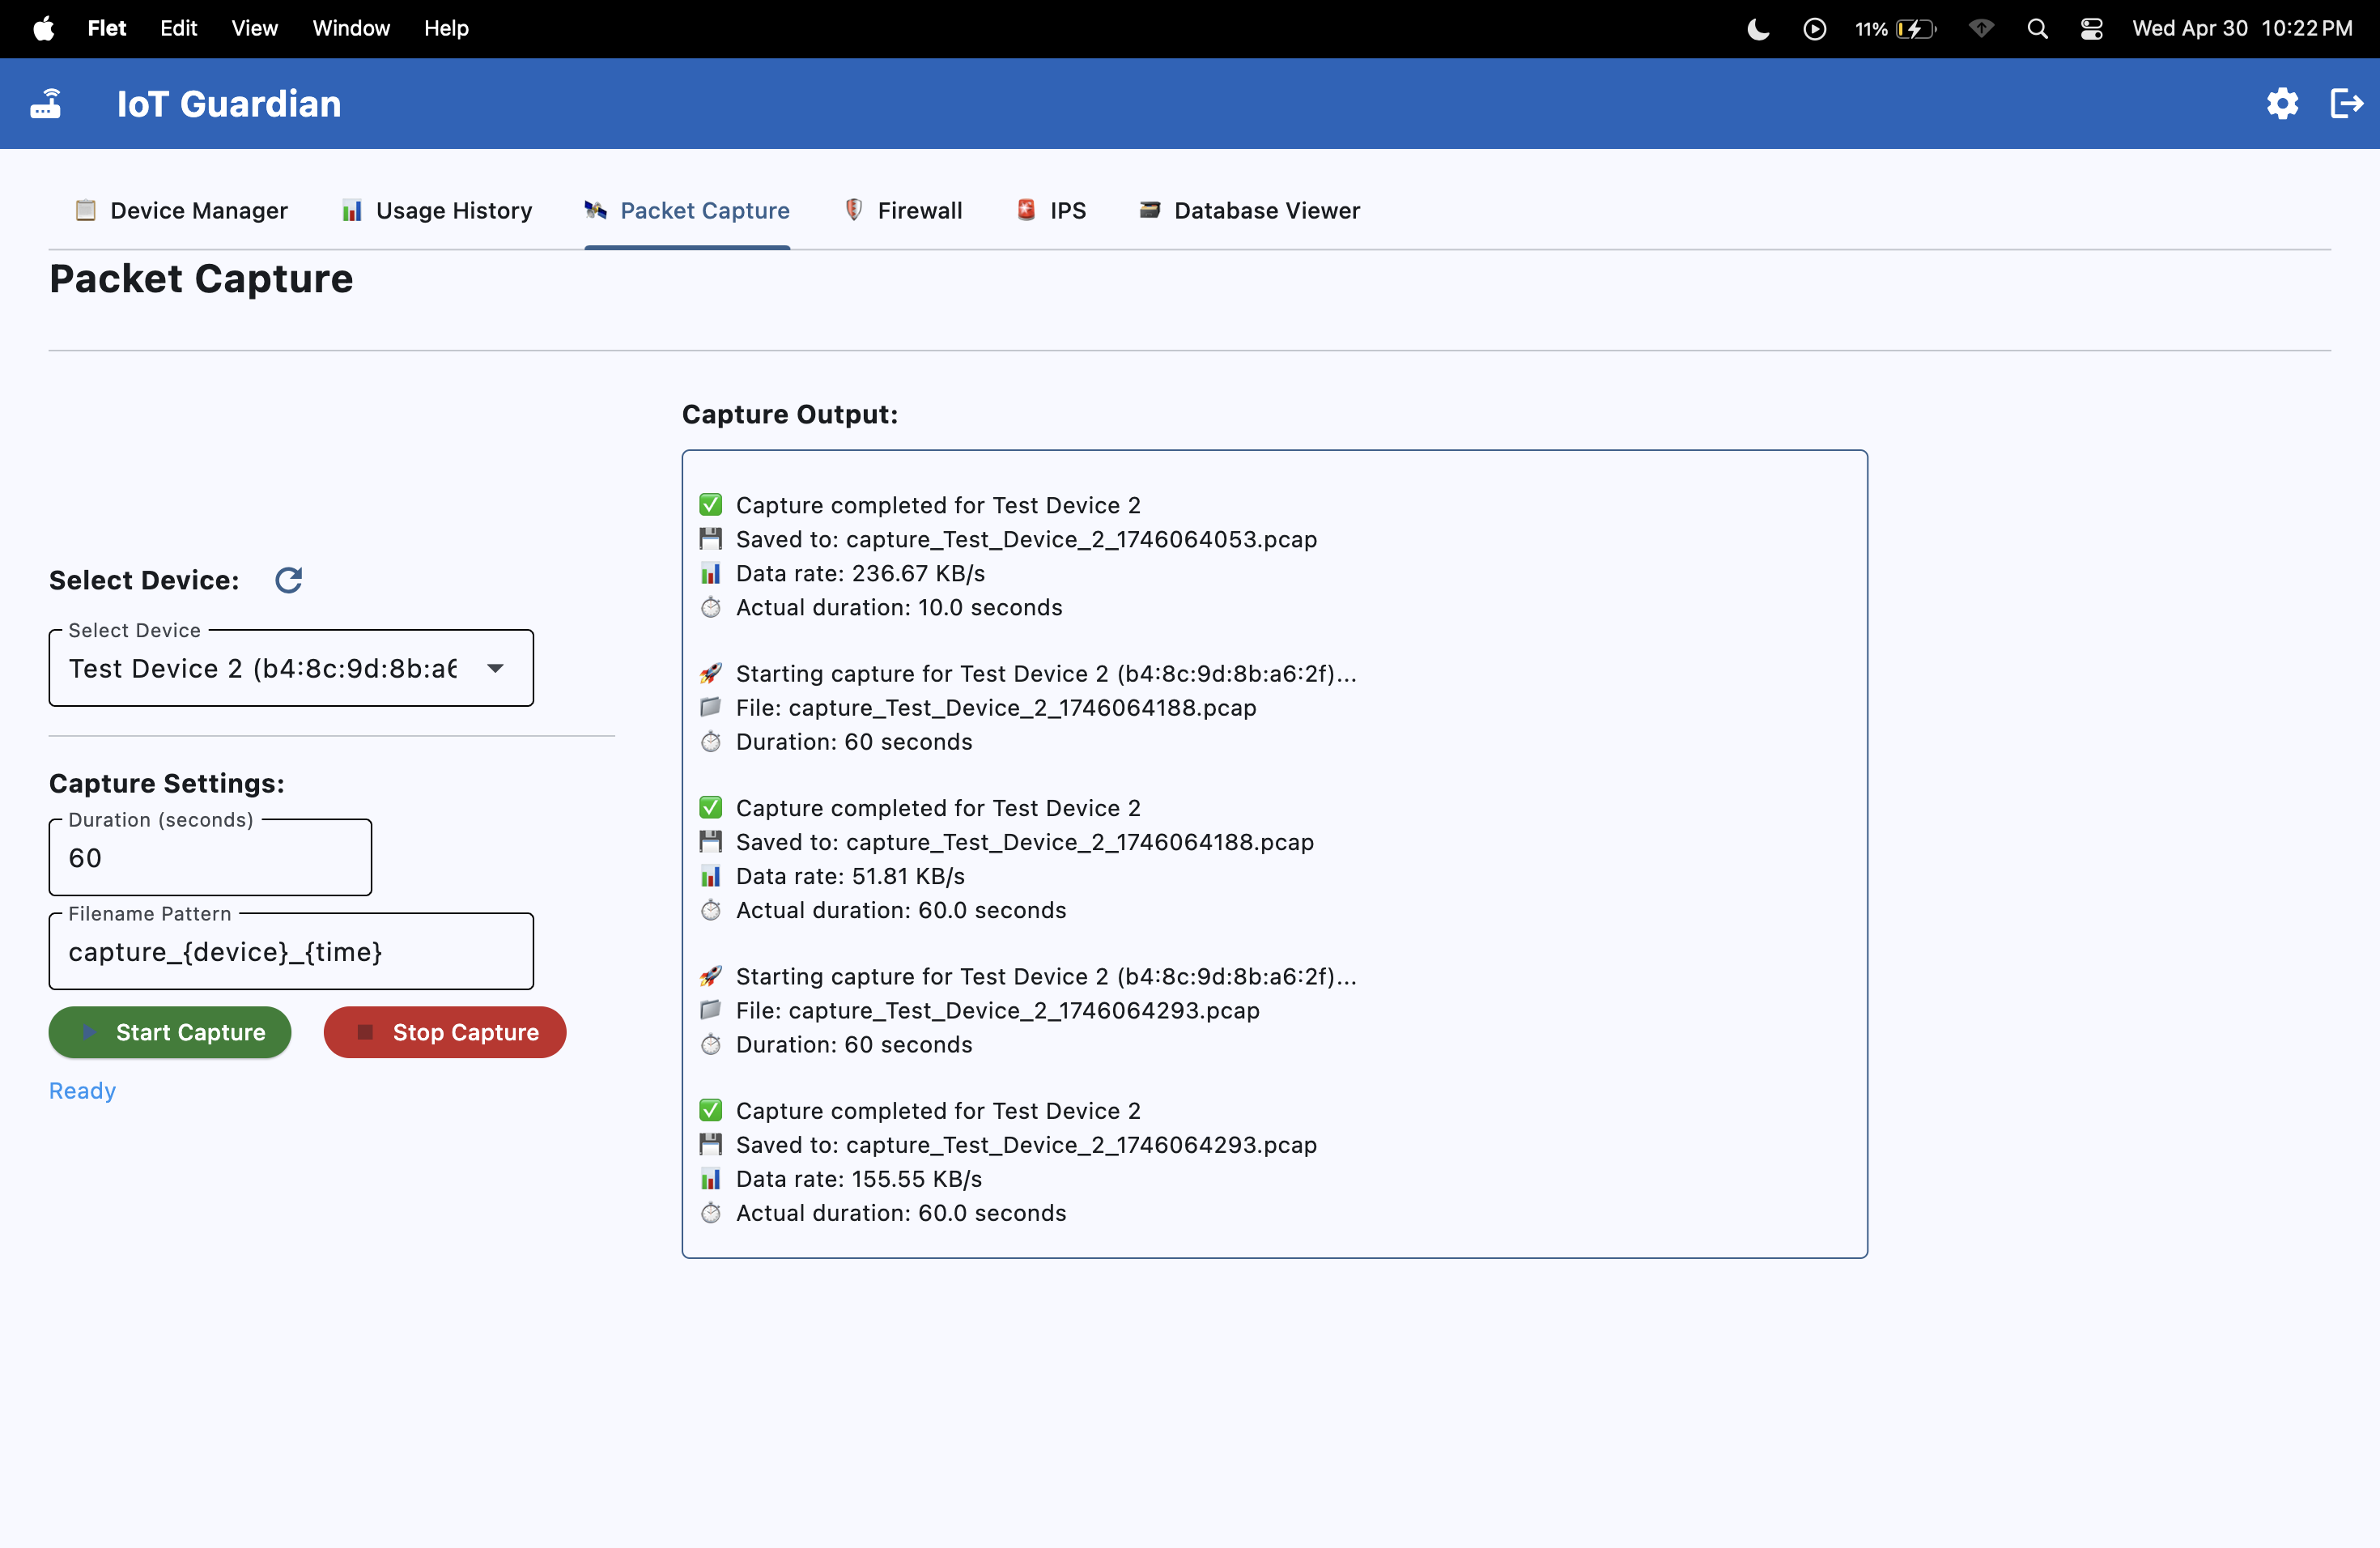 Flet Edit View Window Help 11% Wed Apr 30 10:22 PM
IoT Guardian
Device Manager Usage History Packet Capture Firewall IPS Database Viewer
Packet Capture
Select Device:
Select Device
Test Device 2 (b4:8c:9d:8b:a6
Capture Settings:
Duration (seconds)
60
Filename Pattern
capture_{device}_{time}
Start Capture Stop Capture
Ready
Capture Output:
Capture completed for Test Device 2
Saved to: capture_Test_Device_2_1746064053.pcap
Data rate: 236.67 KB/s
Actual duration: 10.0 seconds
Starting capture for Test Device 2 (b4:8c:9d:8b:a6:2f)...
File: capture_Test_Device_2_1746064188.pcap
Duration: 60 seconds
Capture completed for Test Device 2
Saved to: capture_Test_Device_2_1746064188.pcap
Data rate: 51.81 KB/s
Actual duration: 60.0 seconds
Starting capture for Test Device 2 (b4:8c:9d:8b:a6:2f)...
File: capture_Test_Device_2_1746064293.pcap
Duration: 60 seconds
Capture completed for Test Device 2
Saved to: capture_Test_Device_2_1746064293.pcap
Data rate: 155.55 KB/s
Actual duration: 60.0 seconds